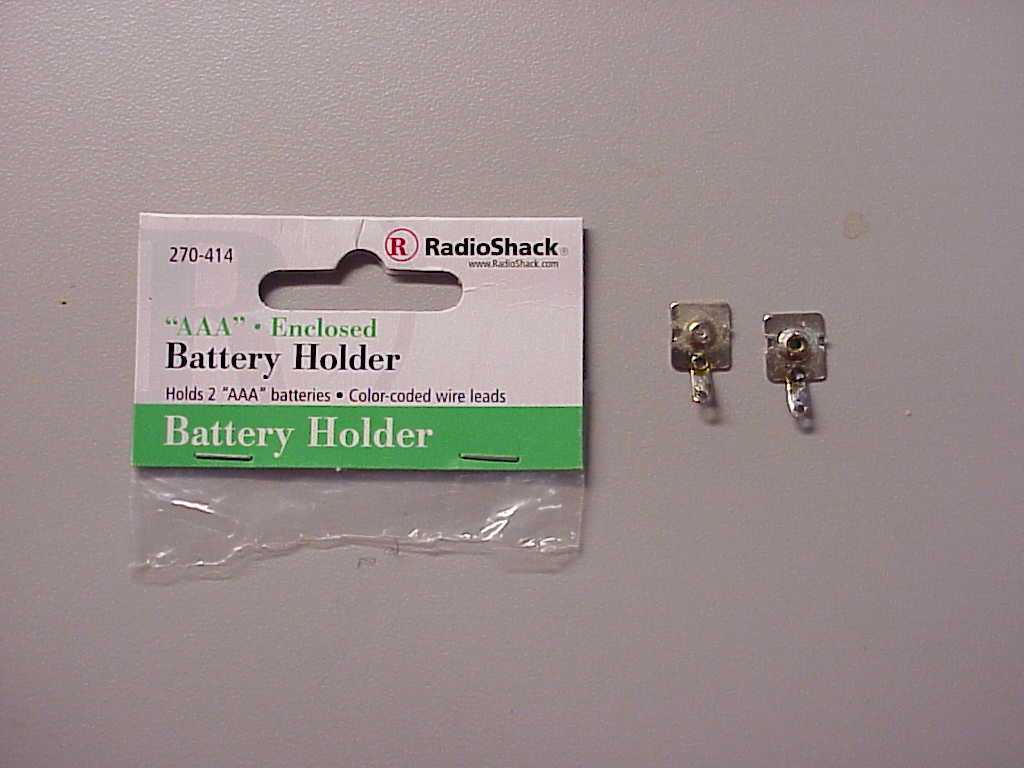 270-414
R RadioShack®
www.RadioShack.com
“AAA” • Enclosed
Battery Holder
Holds 2 "AAA" batteries • Color-coded wire leads
Battery Holder